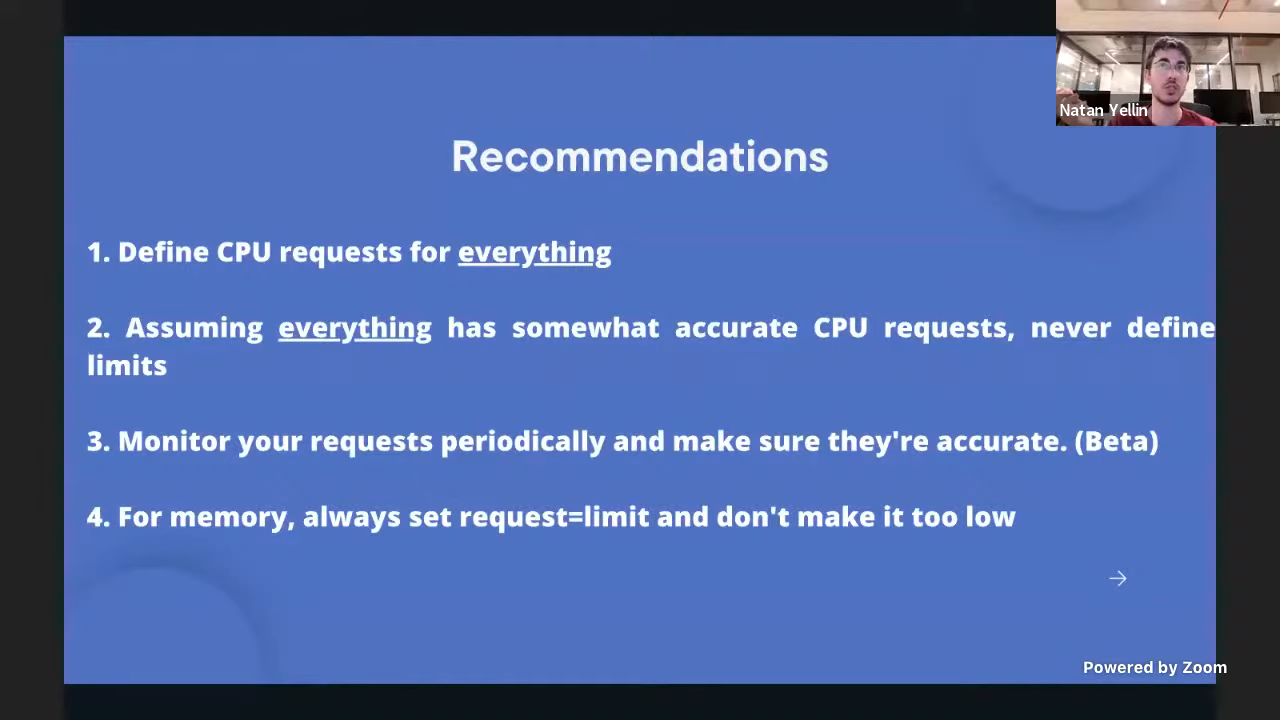 Natan Yellin
Recommendations
1. Define CPU requests for everything
2. Assuming everything has somewhat accurate CPU requests, never define
limits
3. Monitor your requests periodically and make sure they're accurate. (Beta)
4. For memory, always set request=limit and don't make it too low
→
Powered by Zoom